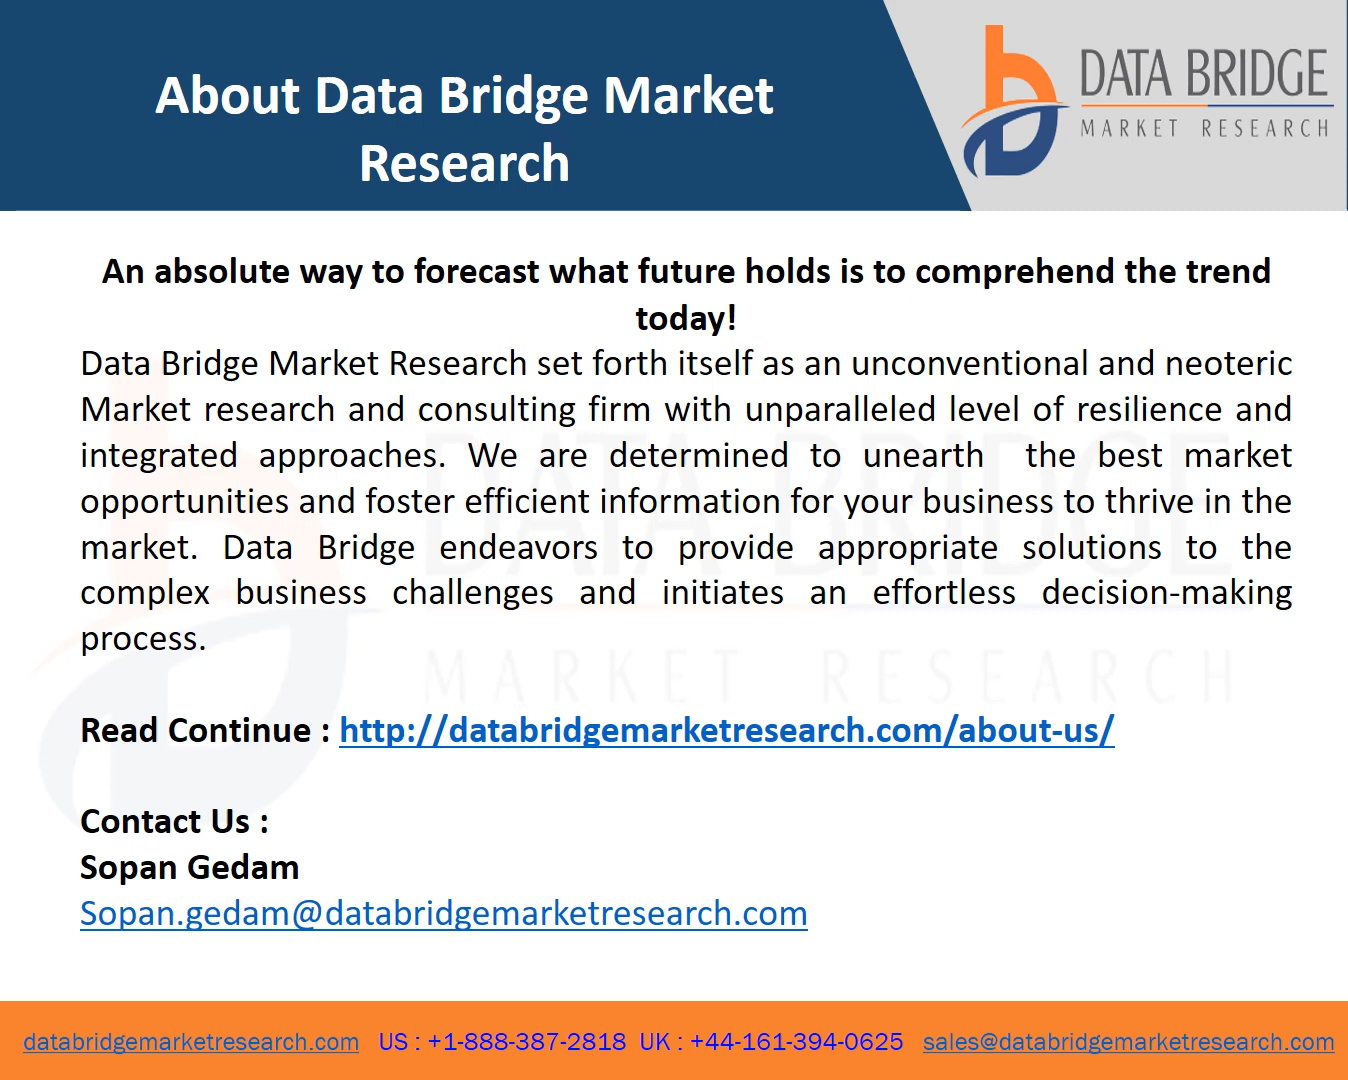 About Data Bridge Market
Research
DATA BRIDGE
MARKET RESEARCH
An absolute way to forecast what future holds is to comprehend the trend
today!
Data Bridge Market Research set forth itself as an unconventional and neoteric
Market research and consulting firm with unparalleled level of resilience and
integrated approaches. We are determined to unearth the best market
opportunities and foster efficient information for your business to thrive in the
market. Data Bridge endeavors to provide appropriate solutions to the
complex business challenges and initiates an effortless decision-making
process.
DATA BRIDGE
MARKET RESEARCH
Read Continue : http://databridgemarketresearch.com/about-us/
Contact Us :
Sopan Gedam
Sopan.gedam@databridgemarketresearch.com
databridgemarketresearch.com US : +1-888-387-2818 UK : +44-161-394-0625 sales@databridgemarketresearch.com